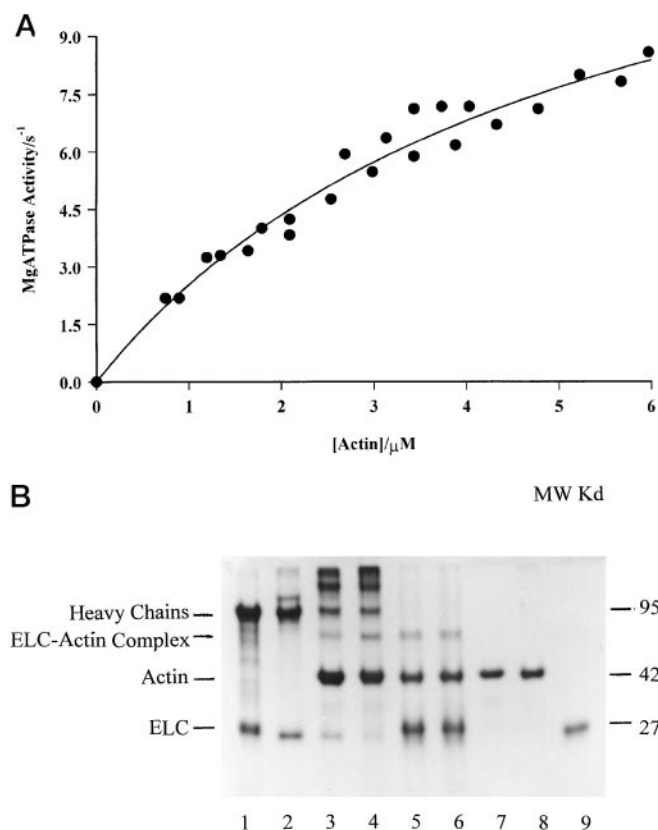 A
9.0
7.5
6.0
4.5
3.0
1.5
0.0
MgATPase Activity/s⁻¹
0 1 2 3 4 5 6
[Actin]/μM
B
MW Kd
Heavy Chains
ELC-Actin Complex
Actin
ELC
95
42
27
1 2 3 4 5 6 7 8 9